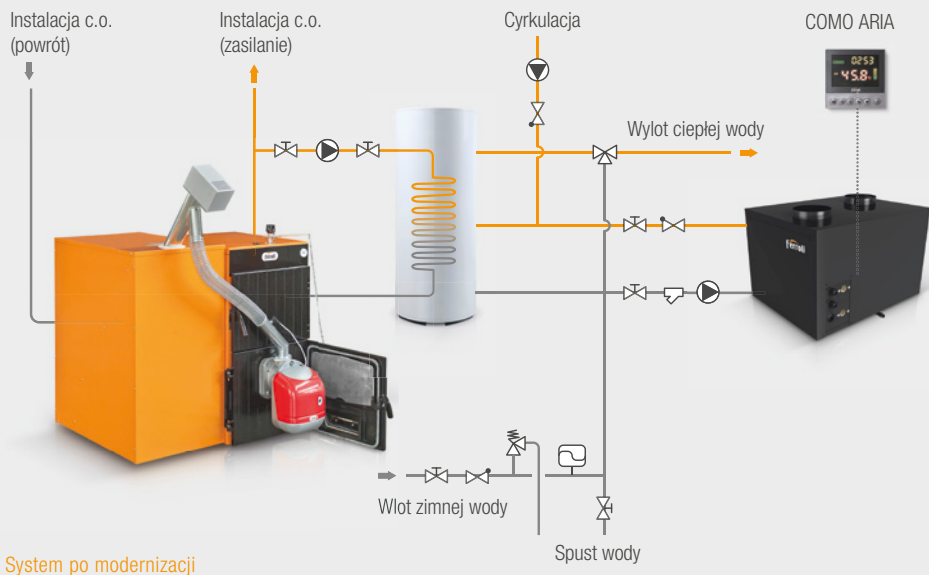 Instalacja c.o.
(powrót)
Instalacja c.o.
(zasilanie)
Cyrkulacja
COMO ARIA
0253
-45.8
Wylot ciepłej wody
Ferroli
Wlot zimnej wody
Spust wody
System po modernizacji